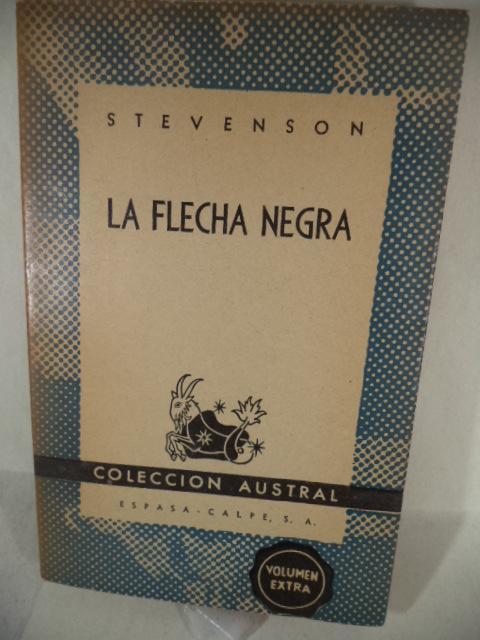 STEVENSON
LA FLECHA NEGRA
COLECCION AUSTRAL
ESPASA-CALPE, S. A.
VOLUMEN
EXTRA